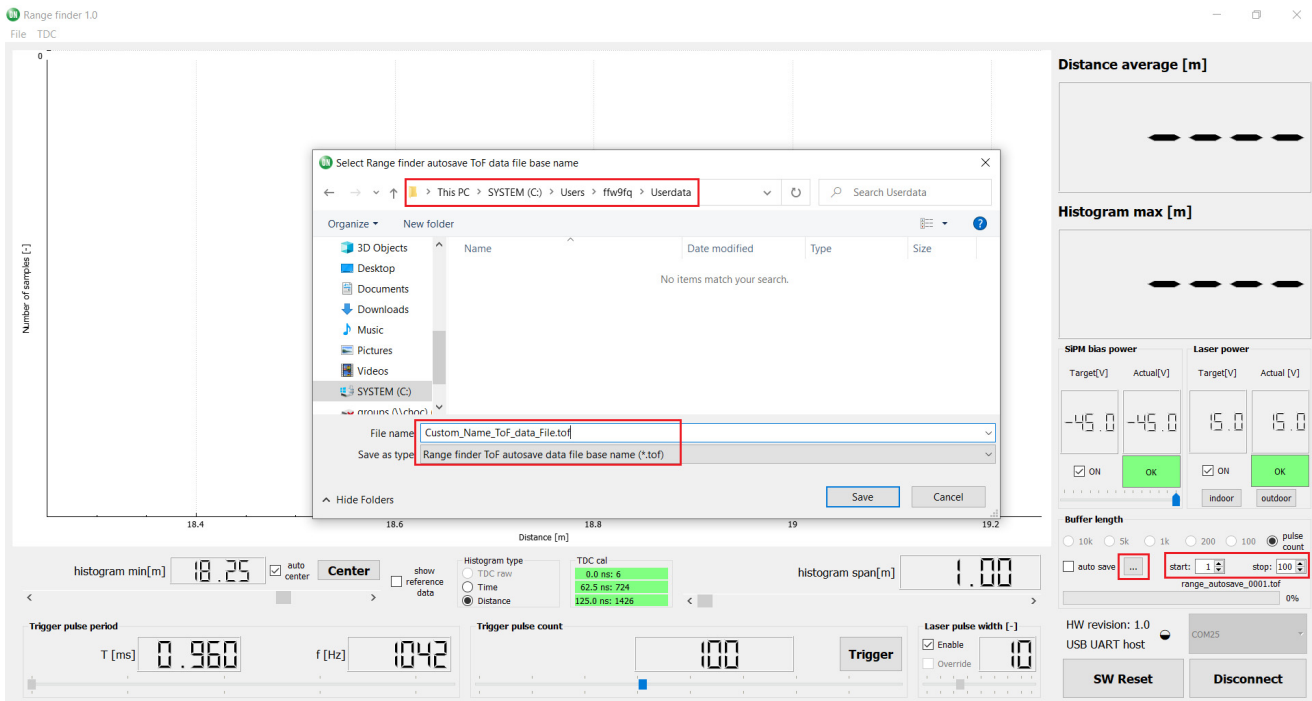 Range finder 1.0
File TDC
0
Number of samples [-]
18.4 18.6 18.8 19 19.2
Distance [m]
Select Range finder autosave ToF data file base name
This PC > SYSTEM (C:) > Users > ffw9fq > Userdata
Search Userdata
Organize New folder
Name Date modified Type Size
No items match your search.
3D Objects
Desktop
Documents
Downloads
Music
Pictures
Videos
SYSTEM (C:)
groups (\\choc)
File name Custom_Name_ToF_data_File.tof
Save as type Range finder ToF autosave data file base name (*.tof)
Hide Folders
Save Cancel
Distance average [m]
----
Histogram max [m]
----
SiPM bias power Laser power
Target[V] Actual[V] Target[V] Actual [V]
-45.0 -45.0 15.0 15.0
ON OK ON OK
indoor outdoor
Buffer length
10k 5k 1k 200 100 pulse count
auto save ... start: 1 stop: 100
range_autosave_0001.tof
0%
HW revision: 1.0
USB UART host
COM25
SW Reset Disconnect
histogram min[m] 18.25 auto center Center show reference data
Histogram type
TDC raw
Time
Distance
TDC cal
0.0 ns: 6
62.5 ns: 724
125.0 ns: 1426
histogram span[m] 1.00
Trigger pulse period
T [ms] 0.960 f [Hz] 1042
Trigger pulse count
100 Trigger
Laser pulse width [-]
Enable
Override
10